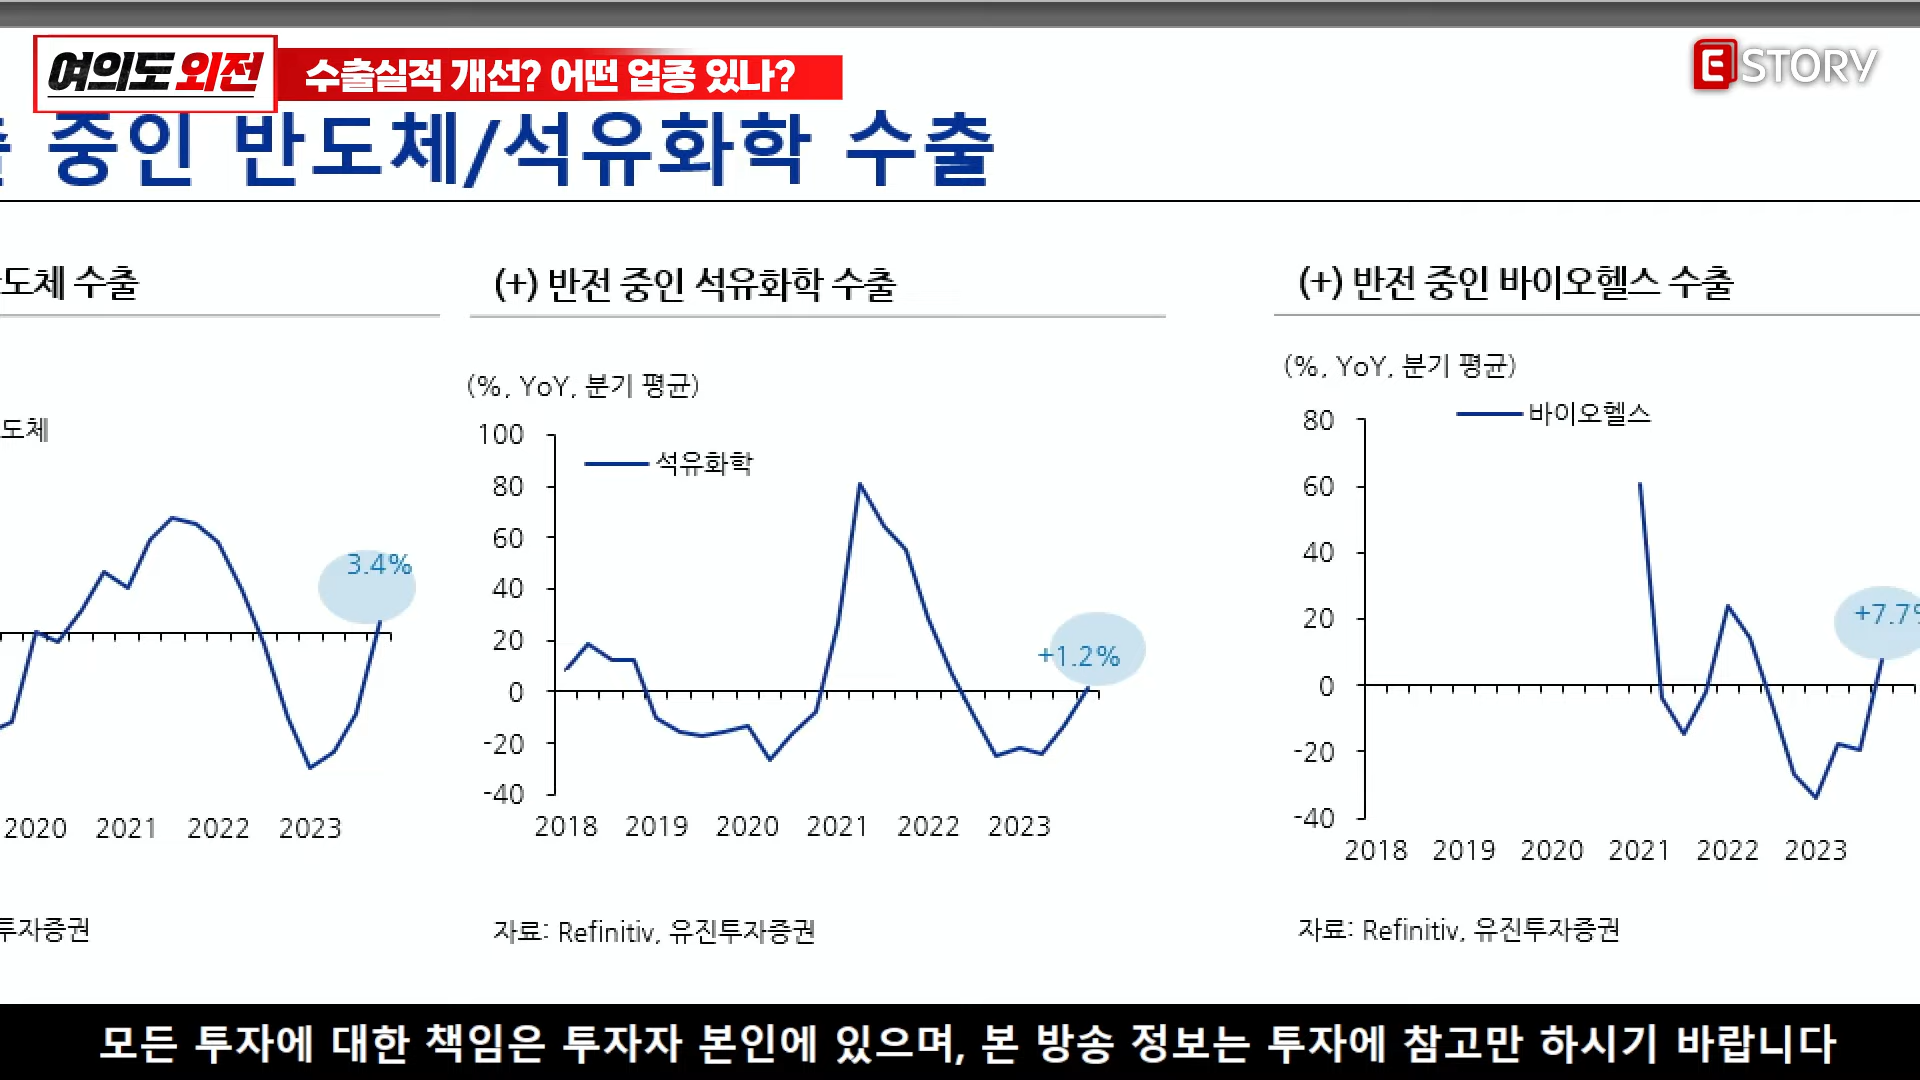 여의도 외전
수출실적 개선? 어떤 업종 있나?
E STORY
중인 반도체/석유화학 수출
도체 수출
도체
3.4%
2020 2021 2022 2023
투자증권
(+) 반전 중인 석유화학 수출
(%, YoY, 분기 평균)
석유화학
100
80
60
40
20
0
-20
-40
+1.2%
2018 2019 2020 2021 2022 2023
자료: Refinitiv, 유진투자증권
(+) 반전 중인 바이오헬스 수출
(%, YoY, 분기 평균)
바이오헬스
80
60
40
20
0
-20
-40
+7.7%
2018 2019 2020 2021 2022 2023
자료: Refinitiv, 유진투자증권
모든 투자에 대한 책임은 투자자 본인에 있으며, 본 방송 정보는 투자에 참고만 하시기 바랍니다